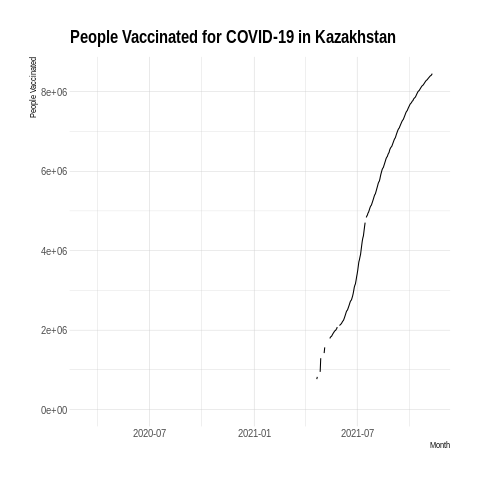 People Vaccinated for COVID-19 in Kazakhstan
People Vaccinated
8e+06
6e+06
4e+06
2e+06
0e+00
2020-07 2021-01 2021-07
Month